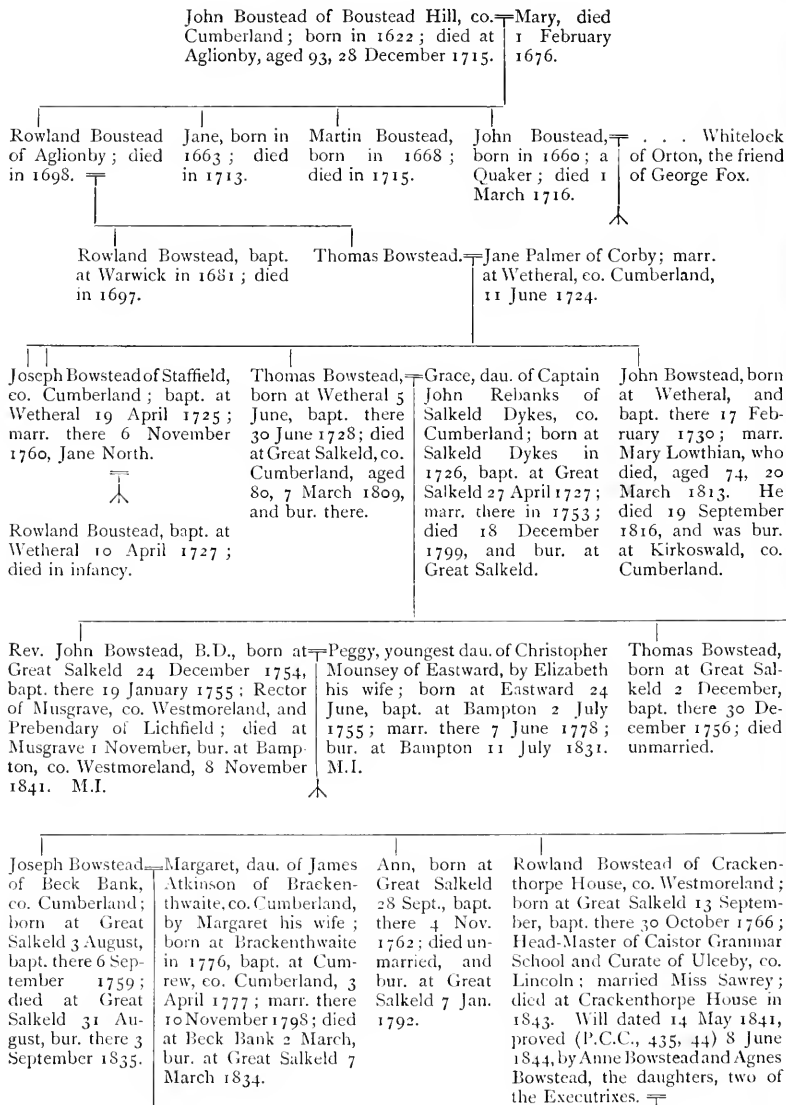 John Boustead of Boustead Hill, co.
Cumberland; born in 1622; died at
Aglionby, aged 93, 28 December 1715.
Mary, died
1 February
1676.
Rowland Boustead
of Aglionby; died
in 1698.
Jane, born in
1663; died
in 1713.
Martin Boustead,
born in 1668;
died in 1715.
John Boustead,
born in 1660; a
Quaker; died 1
March 1716.
. . . Whitelock
of Orton, the friend
of George Fox.
Rowland Bowstead, bapt.
at Warwick in 1681; died
in 1697.
Thomas Bowstead.
Jane Palmer of Corby; marr.
at Wetheral, co. Cumberland,
11 June 1724.
Joseph Bowstead of Staffield,
co. Cumberland; bapt. at
Wetheral 19 April 1725;
marr. there 6 November
1760, Jane North.
Rowland Boustead, bapt. at
Wetheral 10 April 1727;
died in infancy.
Thomas Bowstead,
born at Wetheral 5
June, bapt. there
30 June 1728; died
at Great Salkeld, co.
Cumberland, aged
80, 7 March 1809,
and bur. there.
Grace, dau. of Captain
John Rebanks of
Salkeld Dykes, co.
Cumberland; born at
Salkeld Dykes in
1726, bapt. at Great
Salkeld 27 April 1727;
marr. there in 1753;
died 18 December
1799, and bur. at
Great Salkeld.
John Bowstead, born
at Wetheral, and
bapt. there 17 Feb-
ruary 1730; marr.
Mary Lowthian, who
died, aged 74, 20
March 1813. He
died 19 September
1816, and was bur.
at Kirkoswald, co.
Cumberland.
Rev. John Bowstead, B.D., born at
Great Salkeld 24 December 1754,
bapt. there 19 January 1755; Rector
of Musgrave, co. Westmoreland, and
Prebendary of Lichfield; died at
Musgrave 1 November, bur. at Bamp-
ton, co. Westmoreland, 8 November
1841. M.I.
Peggy, youngest dau. of Christopher
Mounsey of Eastward, by Elizabeth
his wife; born at Eastward 24
June, bapt. at Bampton 2 July
1755; marr. there 7 June 1778;
bur. at Bampton 11 July 1831.
M.I.
Thomas Bowstead,
born at Great Sal-
keld 2 December,
bapt. there 30 De-
cember 1756; died
unmarried.
Joseph Bowstead
of Beck Bank,
co. Cumberland;
born at Great
Salkeld 3 August,
bapt. there 6 Sep-
tember 1759;
died at Great
Salkeld 31 Au-
gust, bur. there 3
September 1835.
Margaret, dau. of James
Atkinson of Bracken-
thwaite, co. Cumberland,
by Margaret his wife;
born at Brackenthwaite
in 1776, bapt. at Cum-
rew, co. Cumberland, 3
April 1777; marr. there
10 November 1798; died
at Beck Bank 2 March,
bur. at Great Salkeld 7
March 1834.
Ann, born at
Great Salkeld
28 Sept., bapt.
there 4 Nov.
1762; died un-
married, and
bur. at Great
Salkeld 7 Jan.
1792.
Rowland Bowstead of Cracken-
thorpe House, co. Westmoreland;
born at Great Salkeld 13 Septem-
ber, bapt. there 30 October 1766;
Head-Master of Caistor Grammar
School and Curate of Ulceby, co.
Lincoln; married Miss Sawrey;
died at Crackenthorpe House in
1843. Will dated 14 May 1841,
proved (P.C.C., 435, 44) 8 June
1844, by Anne Bowstead and Agnes
Bowstead, the daughters, two of
the Executrixes.